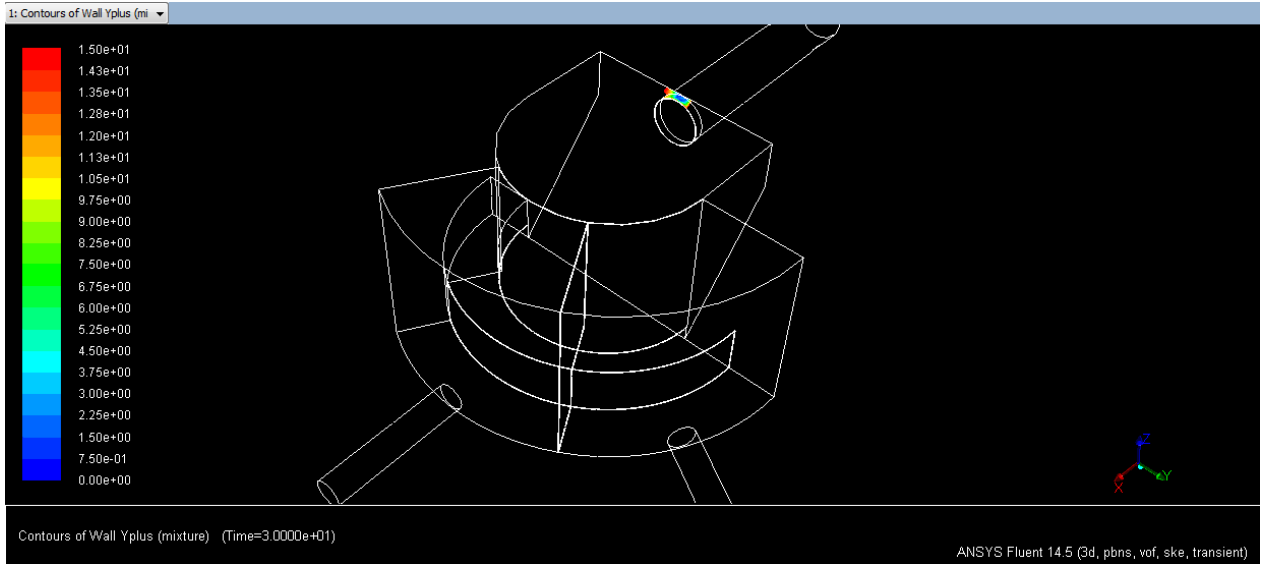 1: Contours of Wall Yplus (mi
1.50e+01
1.43e+01
1.35e+01
1.28e+01
1.20e+01
1.13e+01
1.05e+01
9.75e+00
9.00e+00
8.25e+00
7.50e+00
6.75e+00
6.00e+00
5.25e+00
4.50e+00
3.75e+00
3.00e+00
2.25e+00
1.50e+00
7.50e-01
0.00e+00
Z
Y
X
Contours of Wall Yplus (mixture) (Time=3.0000e+01)
ANSYS Fluent 14.5 (3d, pbns, vof, ske, transient)